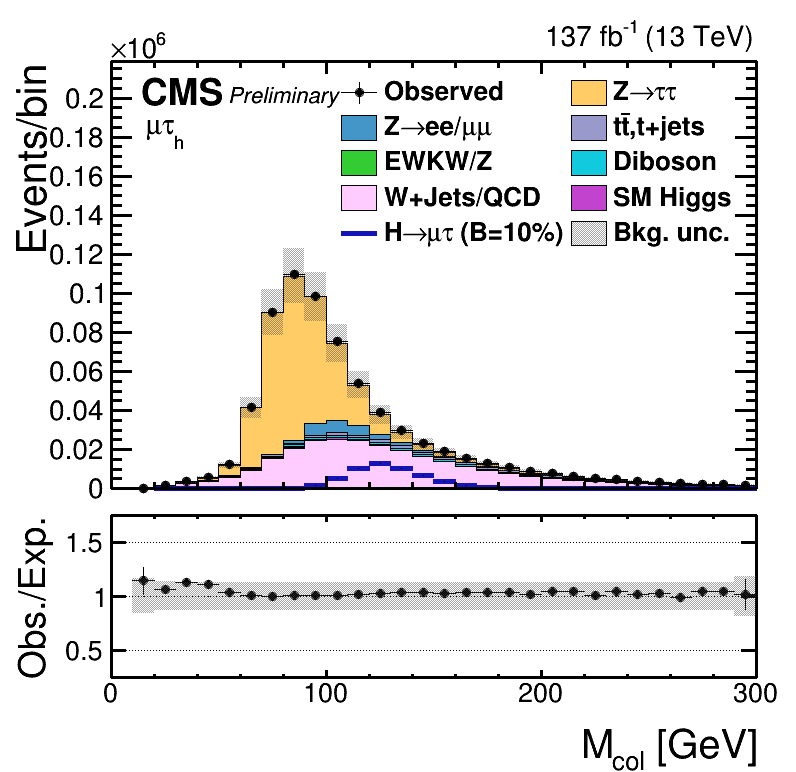 ×10⁶
137 fb⁻¹ (13 TeV)
Events/bin
CMS Preliminary
μτₕ
Observed
Z→ττ
Z→ee/μμ
tt̄,t+jets
EWKW/Z
Diboson
W+Jets/QCD
SM Higgs
H→μτ (B=10%)
Bkg. unc.
0.2
0.18
0.16
0.14
0.12
0.1
0.08
0.06
0.04
0.02
0
Obs./Exp.
1.5
1
0.5
0 100 200 300
M_col [GeV]